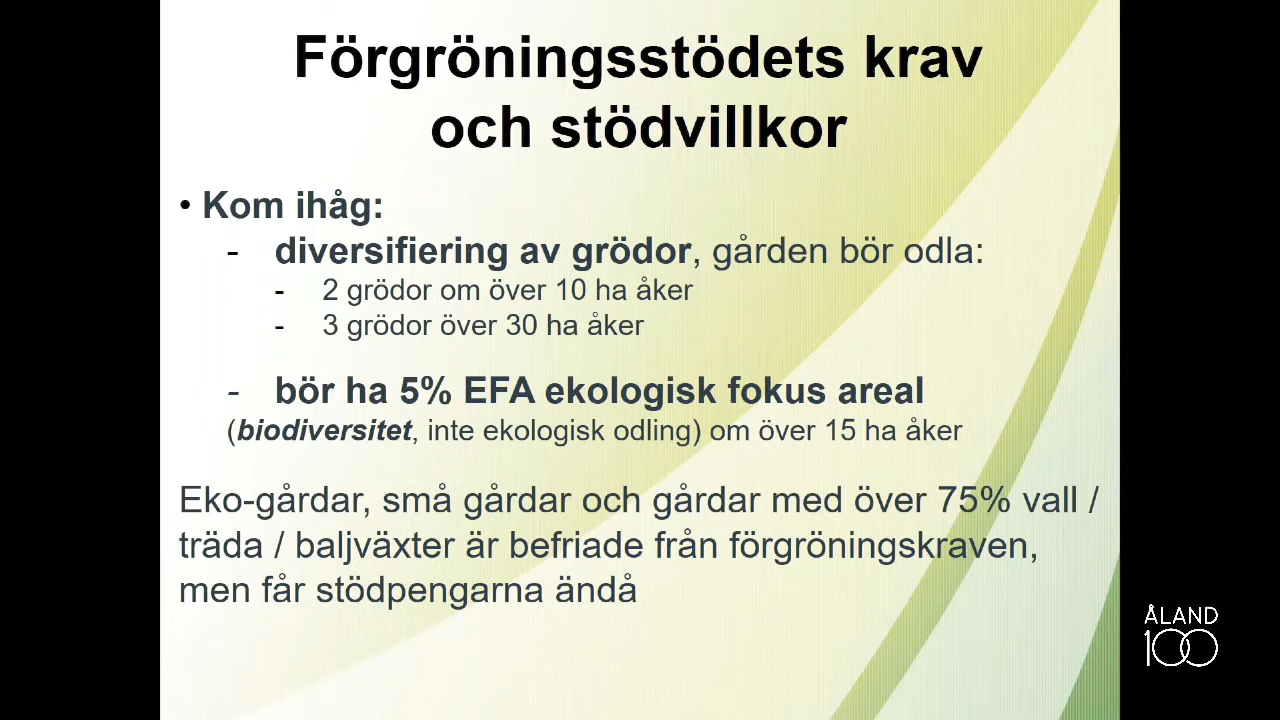 Förgröningsstödets krav
och stödvillkor
• Kom ihåg:
- diversifiering av grödor, gården bör odla:
- 2 grödor om över 10 ha åker
- 3 grödor över 30 ha åker
- bör ha 5% EFA ekologisk fokus areal
(biodiversitet, inte ekologisk odling) om över 15 ha åker
Eko-gårdar, små gårdar och gårdar med över 75% vall /
träda / baljväxter är befriade från förgröningskraven,
men får stödpengarna ändå
ÅLAND
100